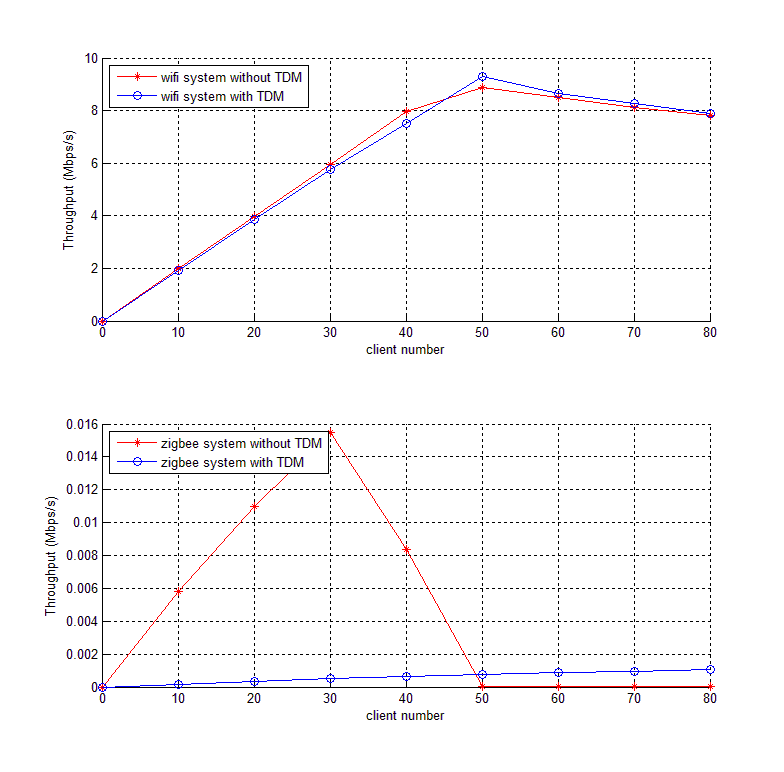 10
wifi system without TDM
wifi system with TDM
8
6
4
2
0
Throughput (Mbps/s)
0 10 20 30 40 50 60 70 80
client number
0.016
zigbee system without TDM
0.014
zigbee system with TDM
0.012
0.01
0.008
0.006
0.004
0.002
0
Throughput (Mbps/s)
0 10 20 30 40 50 60 70 80
client number